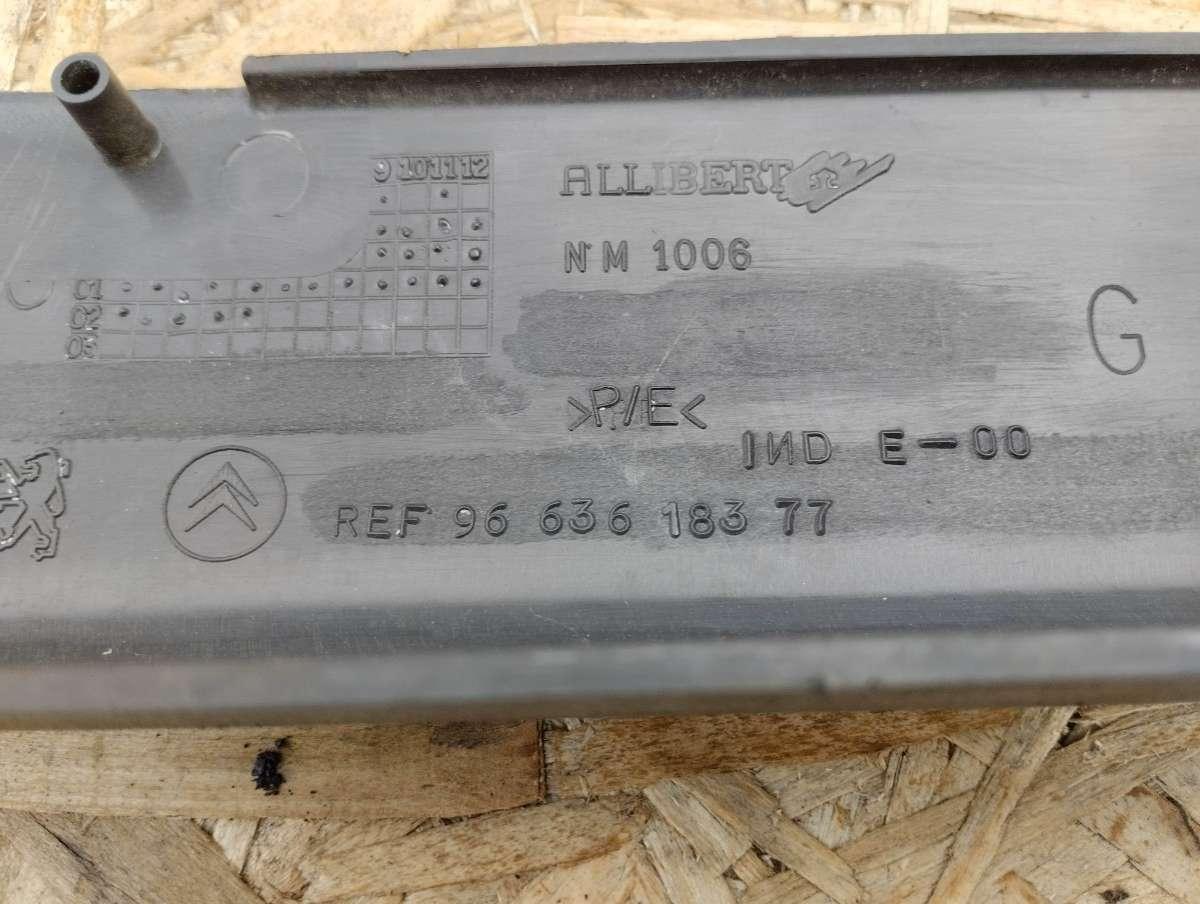 9 10 11 12
ALLIBERT
N° M 1006
01
02
03
G
>P/E<
IND E-00
REF 96 636 183 77